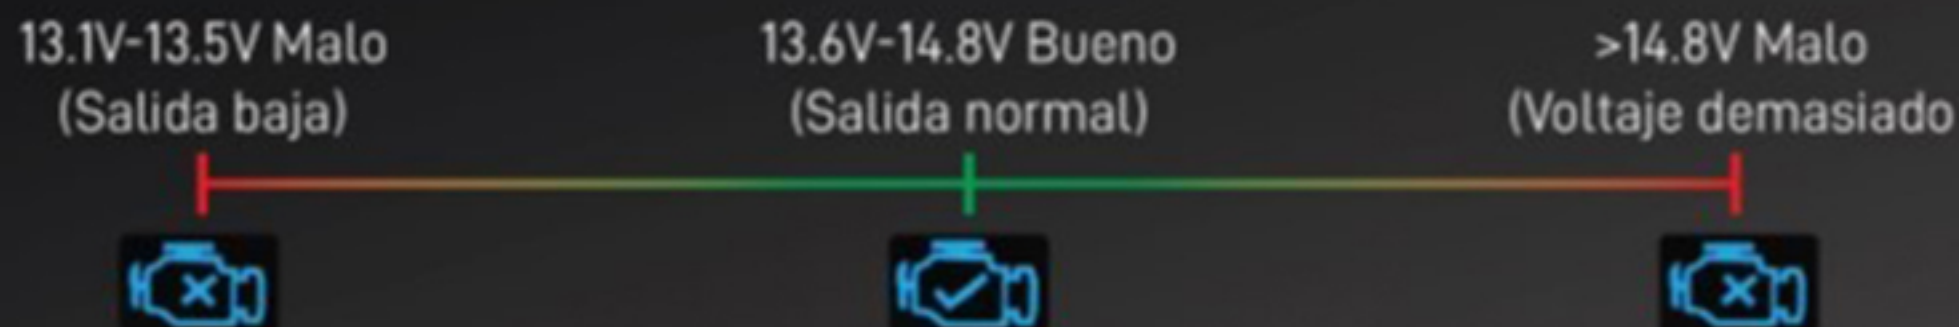 13.1V-13.5V Malo
(Salida baja)
13.6V-14.8V Bueno
(Salida normal)
>14.8V Malo
(Voltaje demasiado